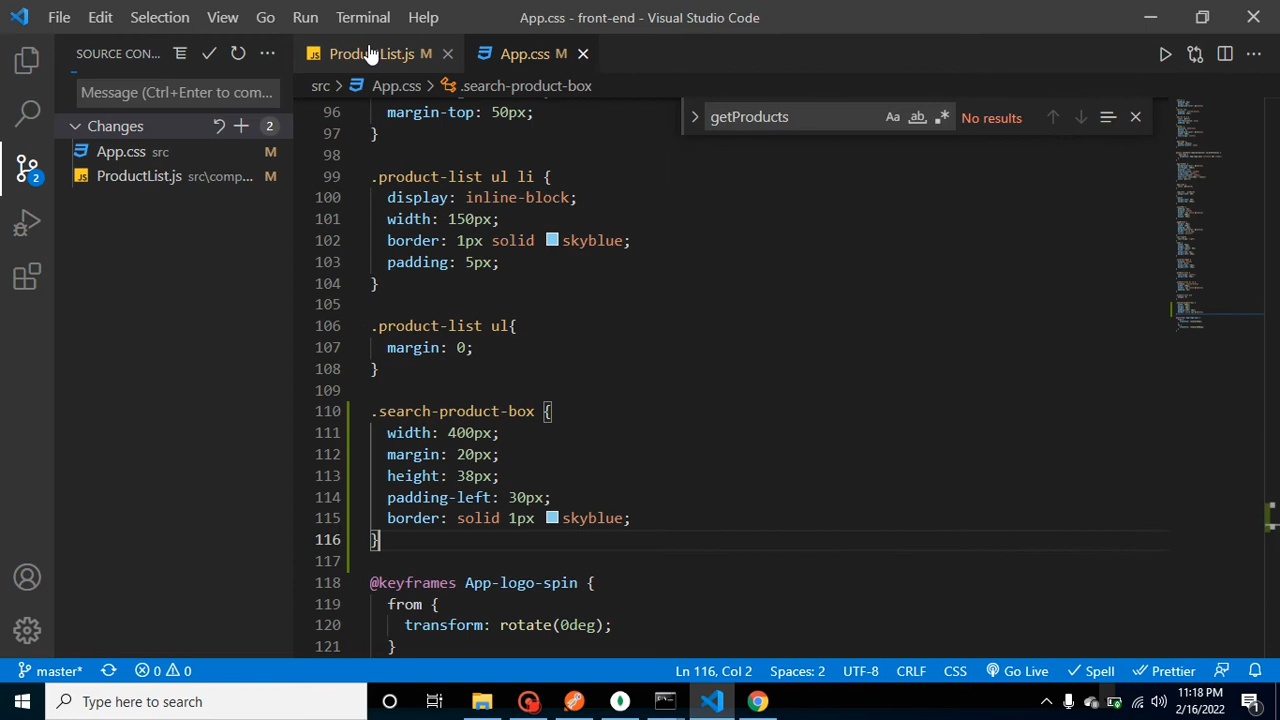 File Edit Selection View Go Run Terminal Help App.css - front-end - Visual Studio Code
SOURCE CON...
ProductList.js M
App.css M
src > App.css > .search-product-box
Message (Ctrl+Enter to com...
Changes 2
App.css src M
ProductList.js src\comp... M
getProducts Aa ab No results
96 margin-top: 50px;
97 }
98
99 .product-list ul li {
100 display: inline-block;
101 width: 150px;
102 border: 1px solid skyblue;
103 padding: 5px;
104 }
105
106 .product-list ul{
107 margin: 0;
108 }
109
110 .search-product-box {
111 width: 400px;
112 margin: 20px;
113 height: 38px;
114 padding-left: 30px;
115 border: solid 1px skyblue;
116 }
117
118 @keyframes App-logo-spin {
119 from {
120 transform: rotate(0deg);
121 }
2
master* 0 0 Ln 116, Col 2 Spaces: 2 UTF-8 CRLF CSS Go Live Spell Prettier
Type here to search
11:18 PM
2/16/2022
1